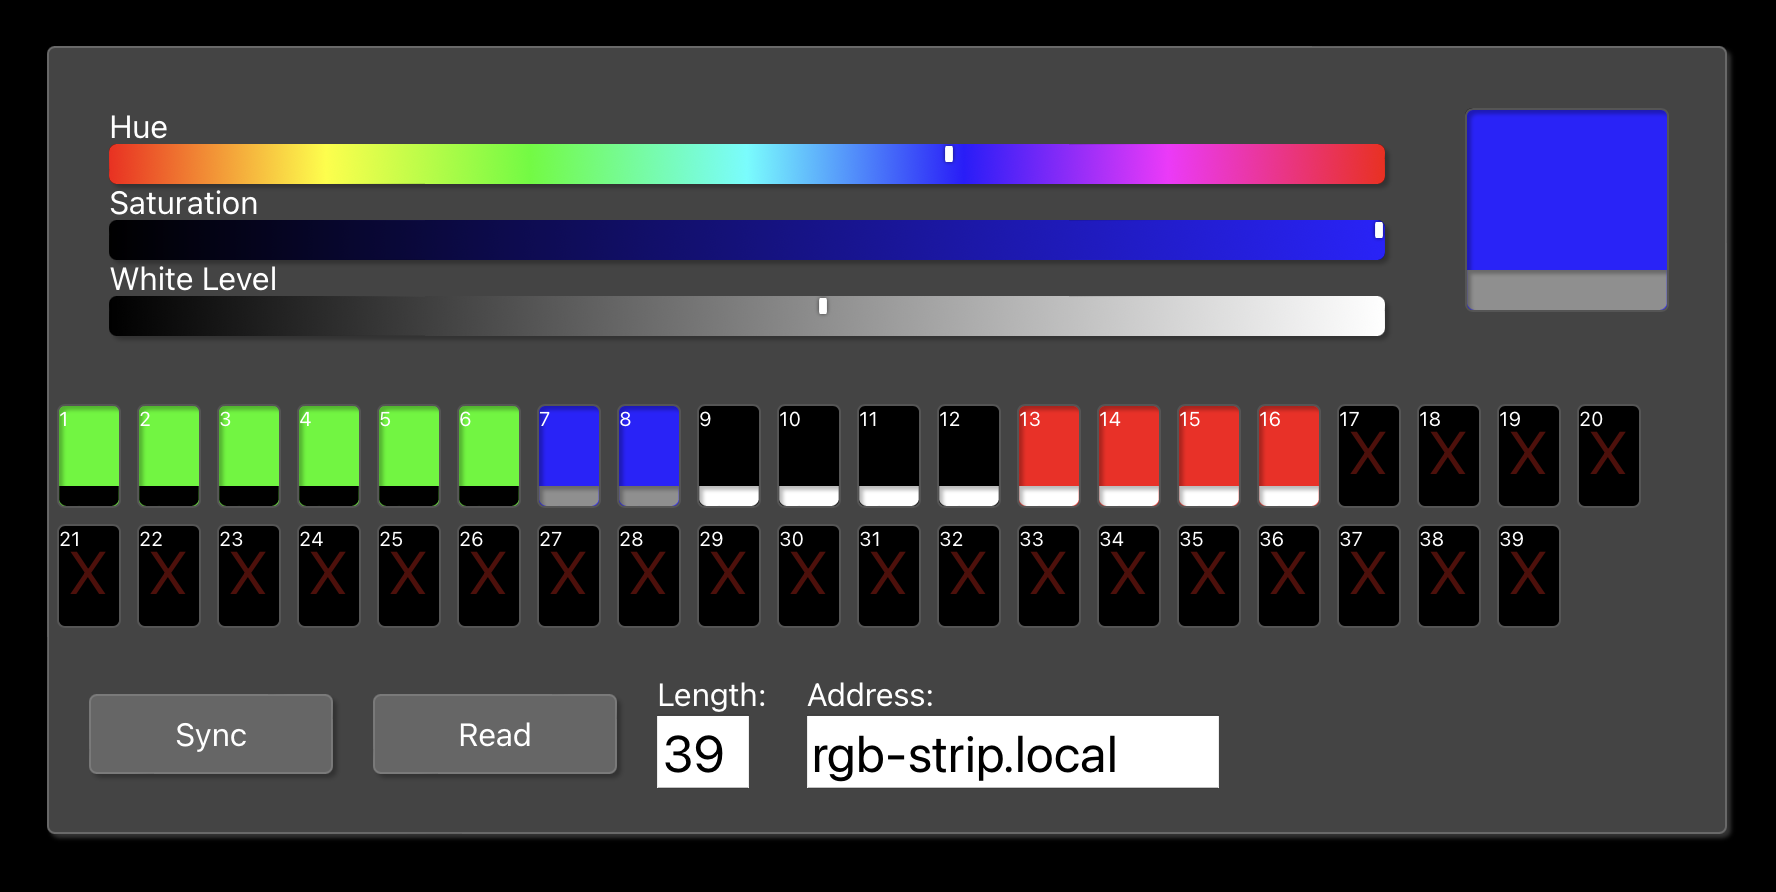 Hue
Saturation
White Level
1 2 3 4 5 6 7 8 9 10 11 12 13 14 15 16 17 18 19 20
X X X X
21 22 23 24 25 26 27 28 29 30 31 32 33 34 35 36 37 38 39
X X X X X X X X X X X X X X X X X X X
Length: Address:
Sync Read 39 rgb-strip.local